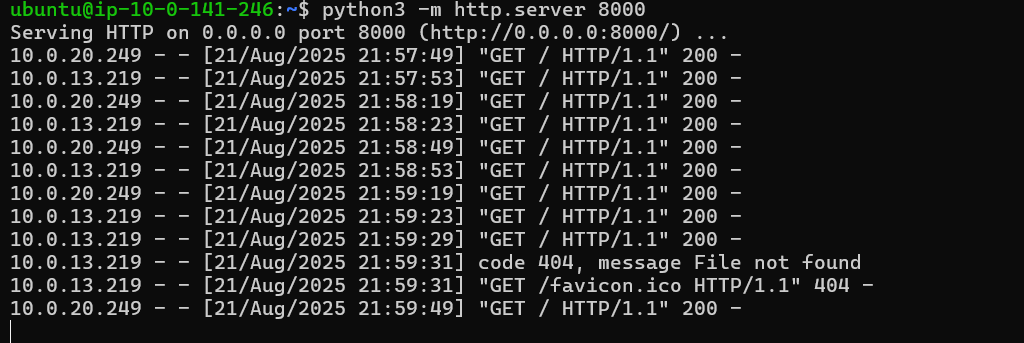 ubuntu@ip-10-0-141-246:~$ python3 -m http.server 8000
Serving HTTP on 0.0.0.0 port 8000 (http://0.0.0.0:8000/) ...
10.0.20.249 - - [21/Aug/2025 21:57:49] "GET / HTTP/1.1" 200 -
10.0.13.219 - - [21/Aug/2025 21:57:53] "GET / HTTP/1.1" 200 -
10.0.20.249 - - [21/Aug/2025 21:58:19] "GET / HTTP/1.1" 200 -
10.0.13.219 - - [21/Aug/2025 21:58:23] "GET / HTTP/1.1" 200 -
10.0.20.249 - - [21/Aug/2025 21:58:49] "GET / HTTP/1.1" 200 -
10.0.13.219 - - [21/Aug/2025 21:58:53] "GET / HTTP/1.1" 200 -
10.0.20.249 - - [21/Aug/2025 21:59:19] "GET / HTTP/1.1" 200 -
10.0.13.219 - - [21/Aug/2025 21:59:23] "GET / HTTP/1.1" 200 -
10.0.13.219 - - [21/Aug/2025 21:59:29] "GET / HTTP/1.1" 200 -
10.0.13.219 - - [21/Aug/2025 21:59:31] code 404, message File not found
10.0.13.219 - - [21/Aug/2025 21:59:31] "GET /favicon.ico HTTP/1.1" 404 -
10.0.20.249 - - [21/Aug/2025 21:59:49] "GET / HTTP/1.1" 200 -